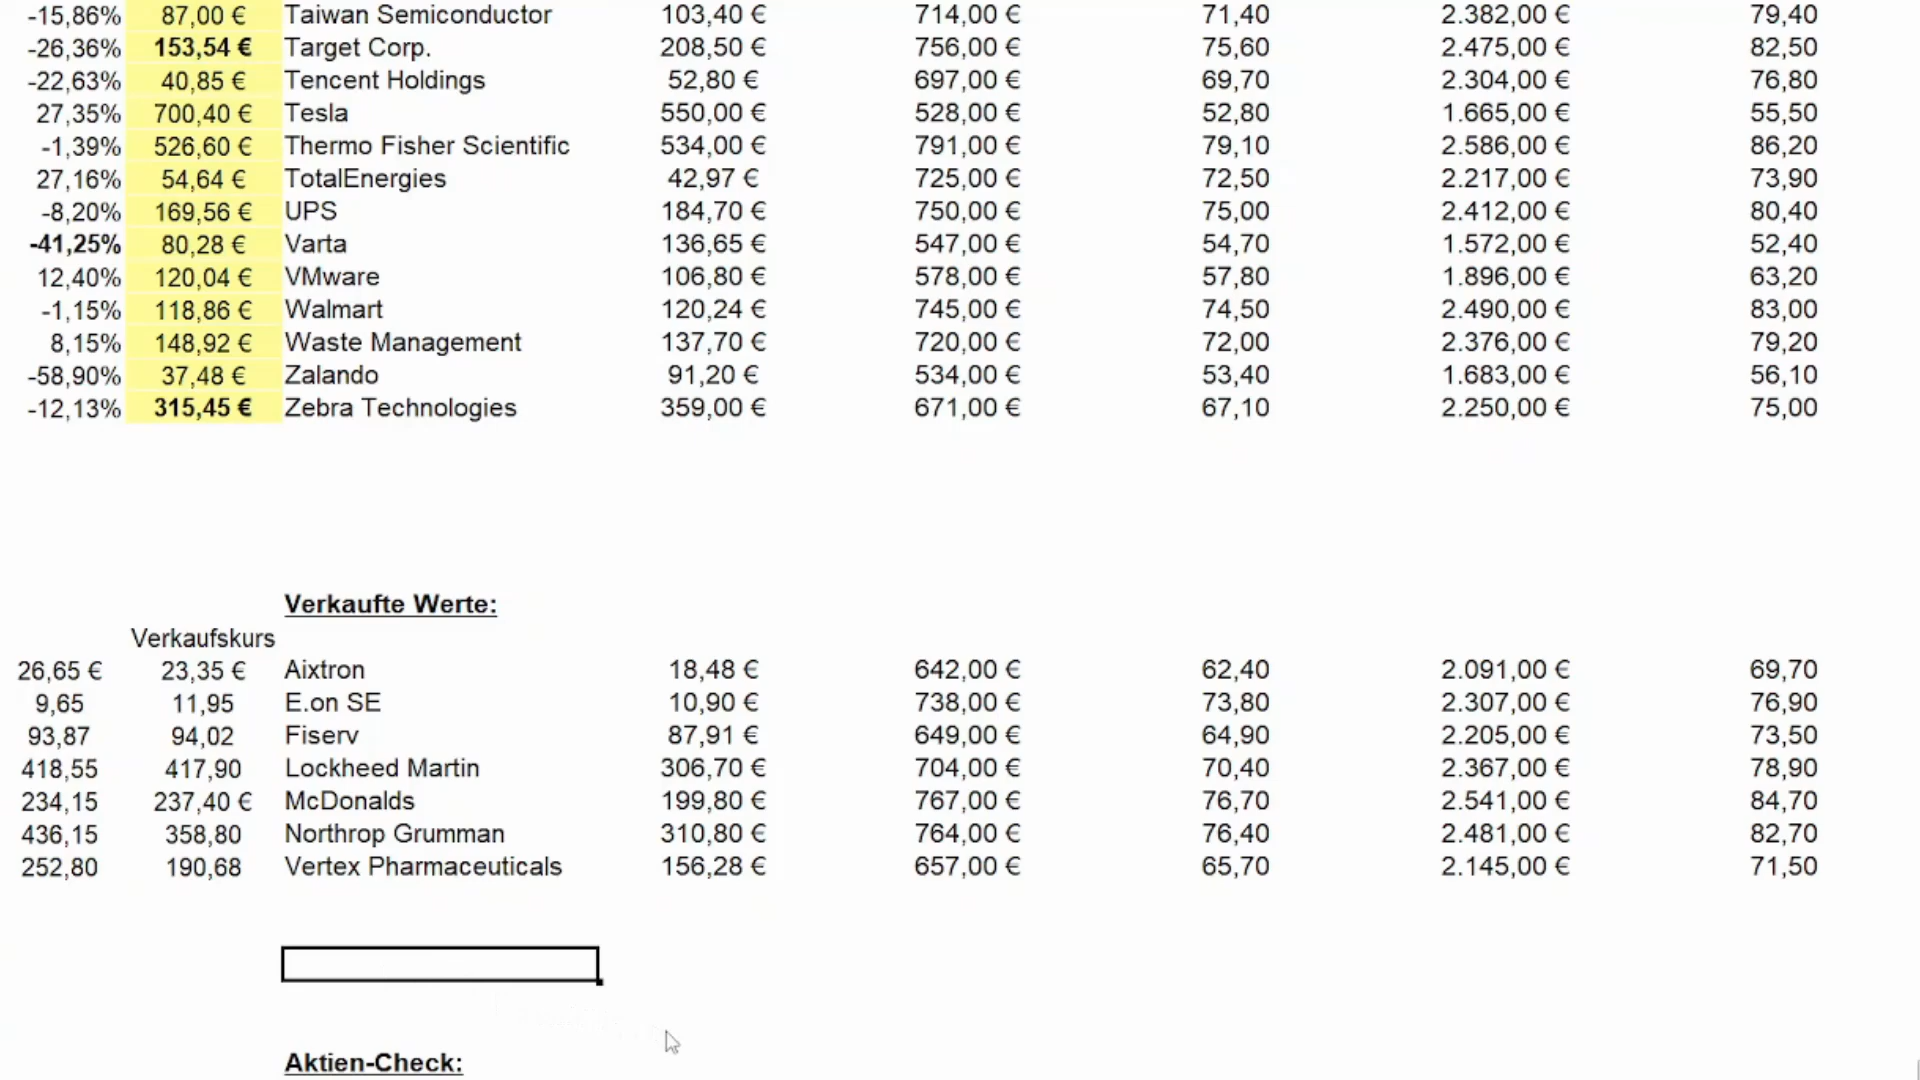 -15,86% 87,00 € Taiwan Semiconductor 103,40 € 714,00 € 71,40 2.382,00 € 79,40
-26,36% 153,54 € Target Corp. 208,50 € 756,00 € 75,60 2.475,00 € 82,50
-22,63% 40,85 € Tencent Holdings 52,80 € 697,00 € 69,70 2.304,00 € 76,80
27,35% 700,40 € Tesla 550,00 € 528,00 € 52,80 1.665,00 € 55,50
-1,39% 526,60 € Thermo Fisher Scientific 534,00 € 791,00 € 79,10 2.586,00 € 86,20
27,16% 54,64 € TotalEnergies 42,97 € 725,00 € 72,50 2.217,00 € 73,90
-8,20% 169,56 € UPS 184,70 € 750,00 € 75,00 2.412,00 € 80,40
-41,25% 80,28 € Varta 136,65 € 547,00 € 54,70 1.572,00 € 52,40
12,40% 120,04 € VMware 106,80 € 578,00 € 57,80 1.896,00 € 63,20
-1,15% 118,86 € Walmart 120,24 € 745,00 € 74,50 2.490,00 € 83,00
8,15% 148,92 € Waste Management 137,70 € 720,00 € 72,00 2.376,00 € 79,20
-58,90% 37,48 € Zalando 91,20 € 534,00 € 53,40 1.683,00 € 56,10
-12,13% 315,45 € Zebra Technologies 359,00 € 671,00 € 67,10 2.250,00 € 75,00
Verkaufte Werte:
Verkaufskurs
26,65 € 23,35 € Aixtron 18,48 € 642,00 € 62,40 2.091,00 € 69,70
9,65 11,95 E.on SE 10,90 € 738,00 € 73,80 2.307,00 € 76,90
93,87 94,02 Fiserv 87,91 € 649,00 € 64,90 2.205,00 € 73,50
418,55 417,90 Lockheed Martin 306,70 € 704,00 € 70,40 2.367,00 € 78,90
234,15 237,40 € McDonalds 199,80 € 767,00 € 76,70 2.541,00 € 84,70
436,15 358,80 Northrop Grumman 310,80 € 764,00 € 76,40 2.481,00 € 82,70
252,80 190,68 Vertex Pharmaceuticals 156,28 € 657,00 € 65,70 2.145,00 € 71,50
Aktien-Check: